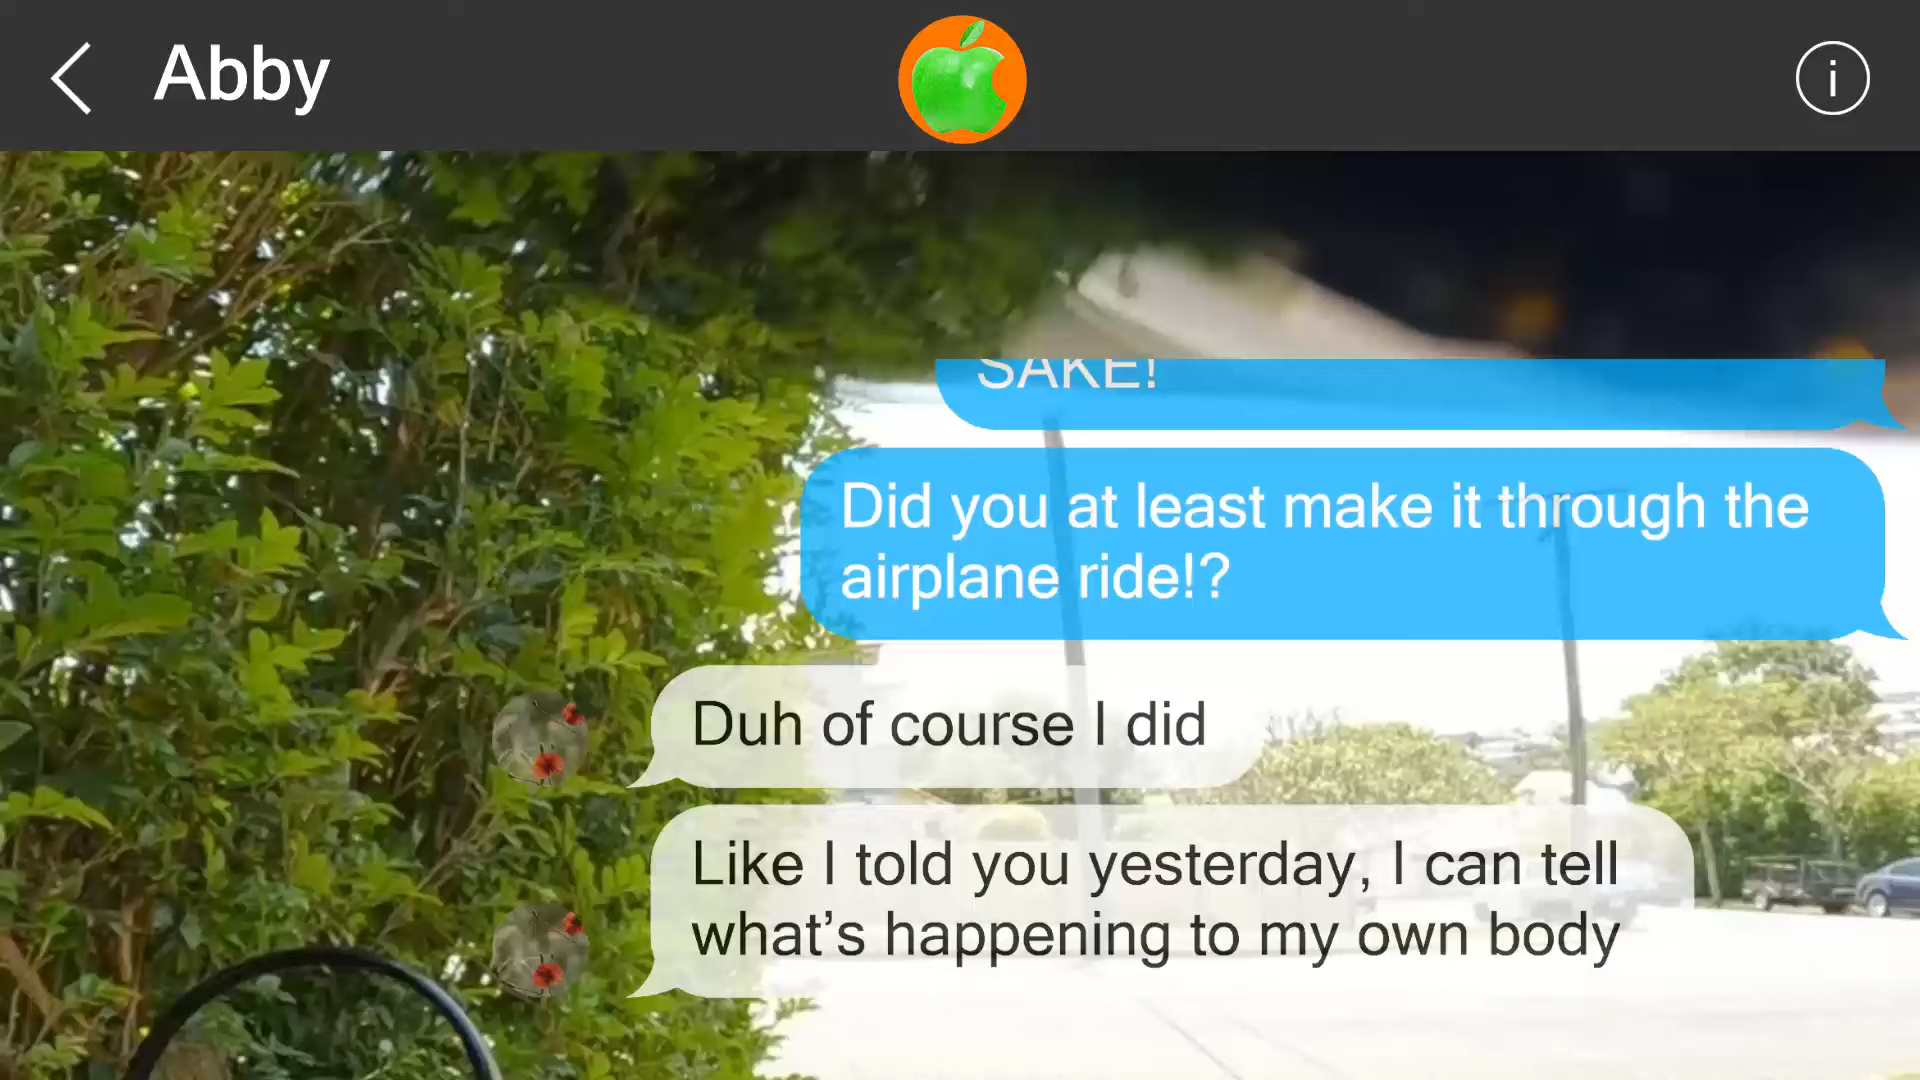 Abby
i
SAKE!
Did you at least make it through the
airplane ride!?
Duh of course I did
Like I told you yesterday, I can tell
what’s happening to my own body